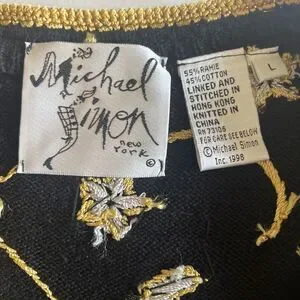 Michael
Simon
new
YORK
©
55% RAMIE
45% COTTON
LINKED AND
STITCHED IN
HONG KONG
KNITTED IN
CHINA
RN 73108
FOR CARE SEE BELOW
© Michael Simon
Inc. 1998
L